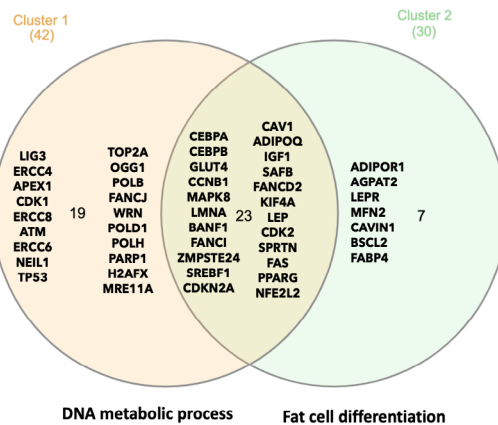 Cluster 1
(42)
Cluster 2
(30)
LIG3
ERCC4
APEX1
CDK1
ERCC8
ATM
ERCC6
NEIL1
TP53
19
TOP2A
OGG1
POLB
FANCJ
WRN
POLD1
POLH
PARP1
H2AFX
MRE11A
CEBPA
CEBPB
GLUT4
CCNB1
MAPK8
LMNA
BANF1
FANCI
ZMPSTE24
SREBF1
CDKN2A
23
CAV1
ADIPOQ
IGF1
SAFB
FANCD2
KIF4A
LEP
CDK2
SPRTN
FAS
PPARG
NFE2L2
ADIPOR1
AGPAT2
LEPR
MFN2
CAVIN1
BSCL2
FABP4
7
DNA metabolic process
Fat cell differentiation